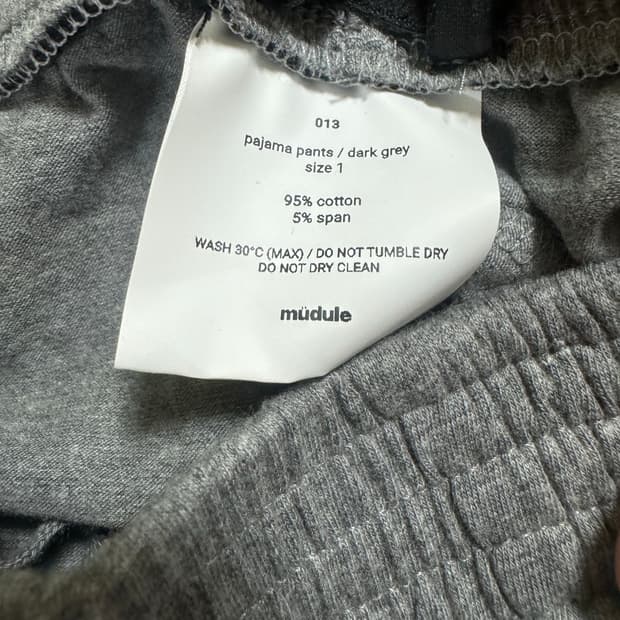 013
pajama pants / dark grey
size 1
95% cotton
5% span
WASH 30°C (MAX) / DO NOT TUMBLE DRY
DO NOT DRY CLEAN
müdule